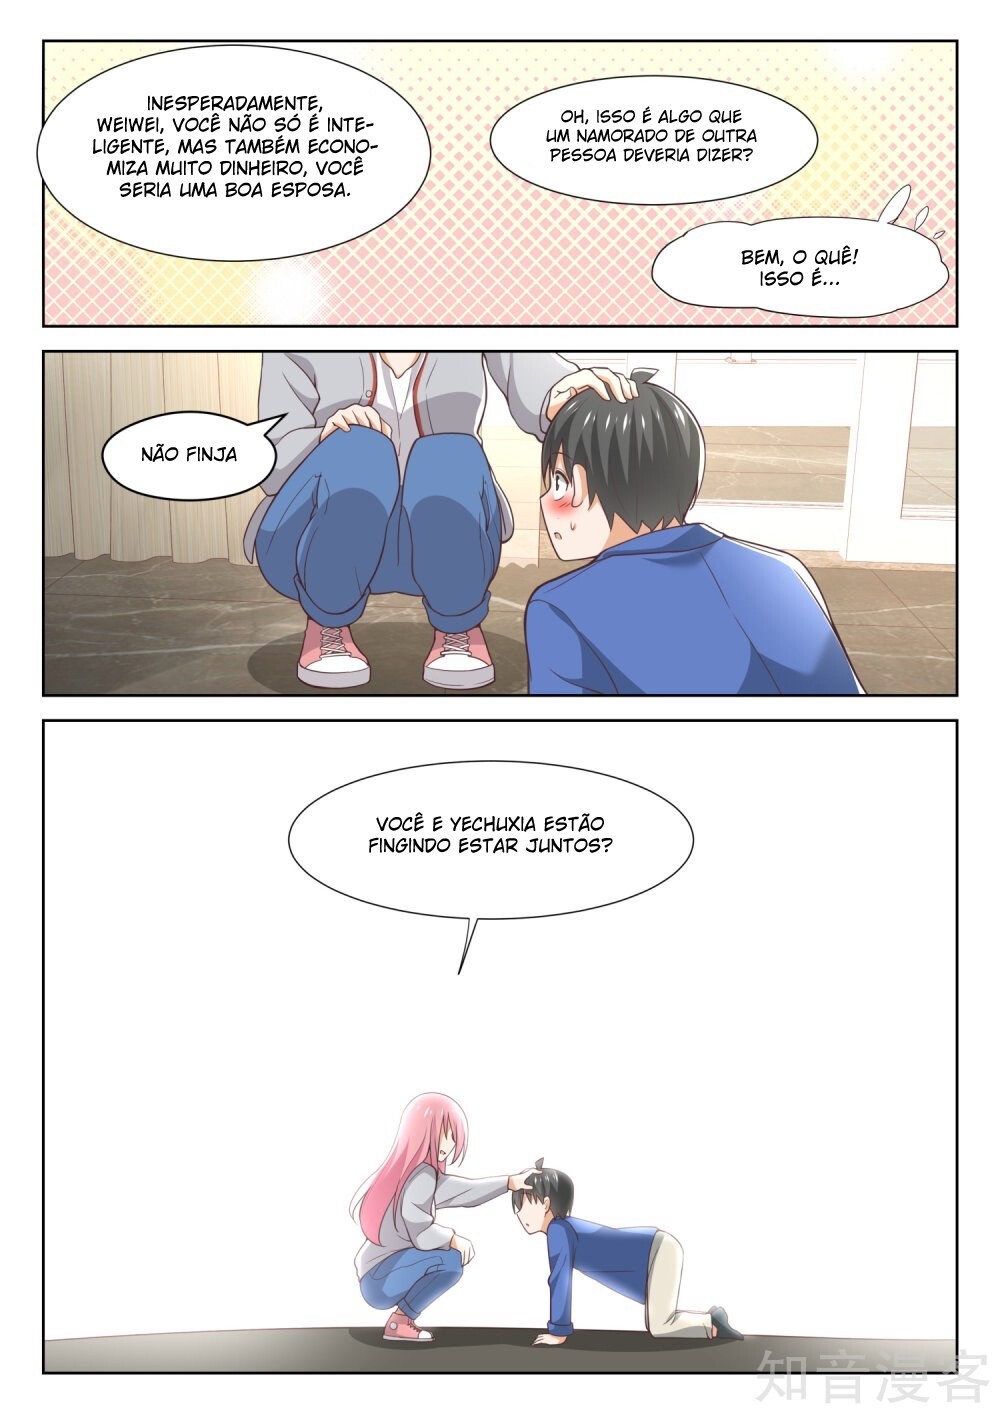 INESPERADAMENTE,
WEIWEI, VOCÊ NÃO SÓ É INTE-
LIGENTE, MAS TAMBÉM ECONO-
MIZA MUITO DINHEIRO, VOCÊ
SERIA UMA BOA ESPOSA.
OH, ISSO É ALGO QUE
UM NAMORADO DE OUTRA
PESSOA DEVERIA DIZER?
BEM, O QUÊ!
ISSO É...
NÃO FINJA
VOCÊ E YECHUXIA ESTÃO
FINGINDO ESTAR JUNTOS?
知音漫客